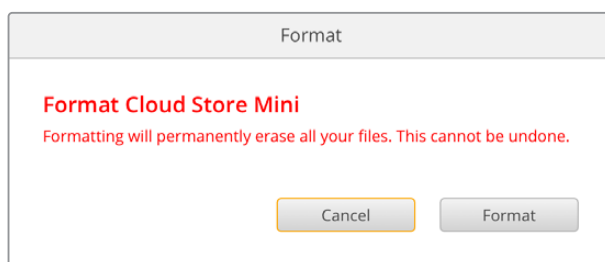 Format
Format Cloud Store Mini
Formatting will permanently erase all your files. This cannot be undone.
Cancel
Format